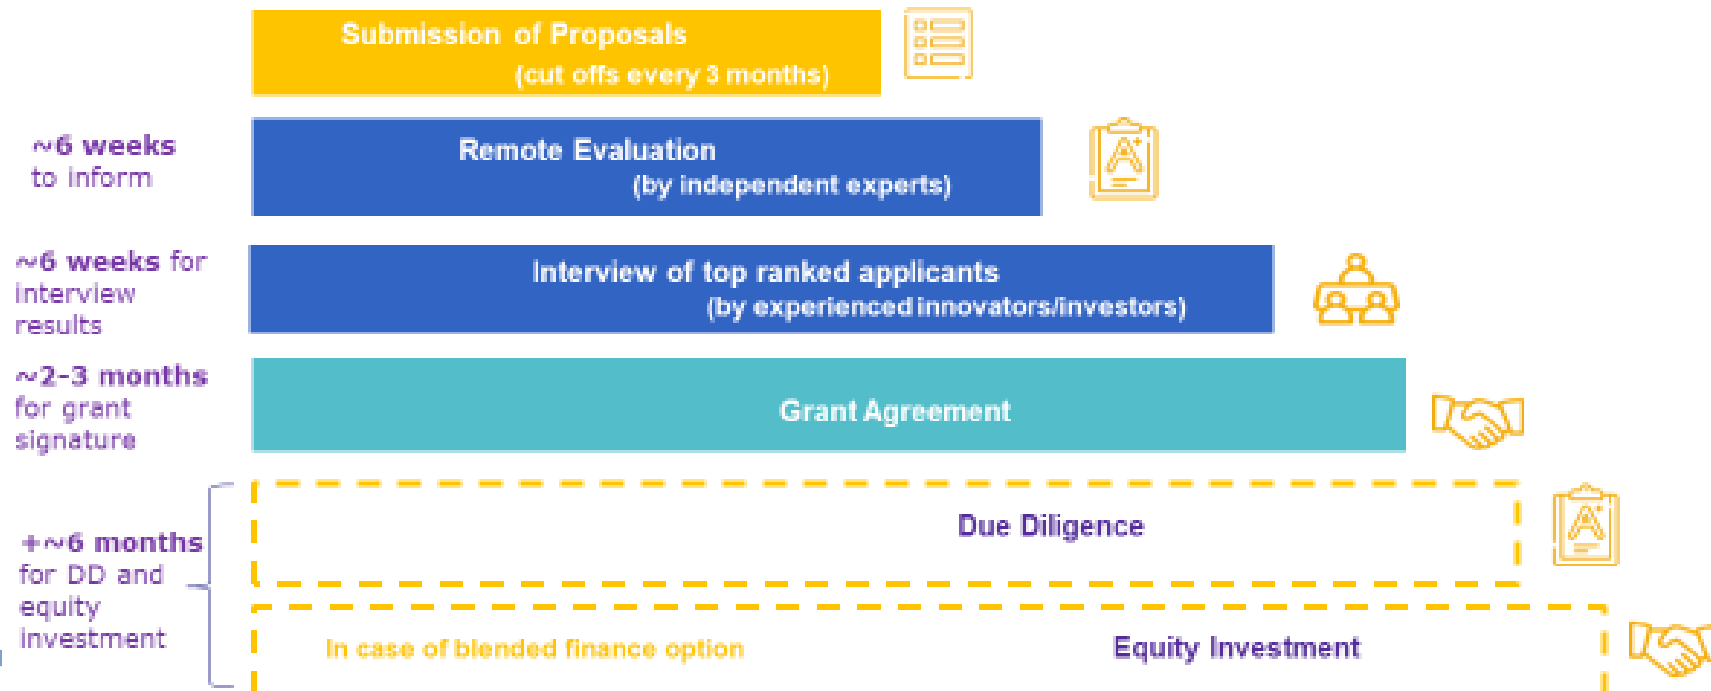 Submission of Proposals
(cut offs every 3 months)
~6 weeks
to inform
Remote Evaluation
(by independent experts)
~6 weeks for
interview
results
Interview of top ranked applicants
(by experienced innovators/investors)
~2-3 months
for grant
signature
Grant Agreement
+~6 months
for DD and
equity
investment
Due Diligence
In case of blended finance option
Equity Investment